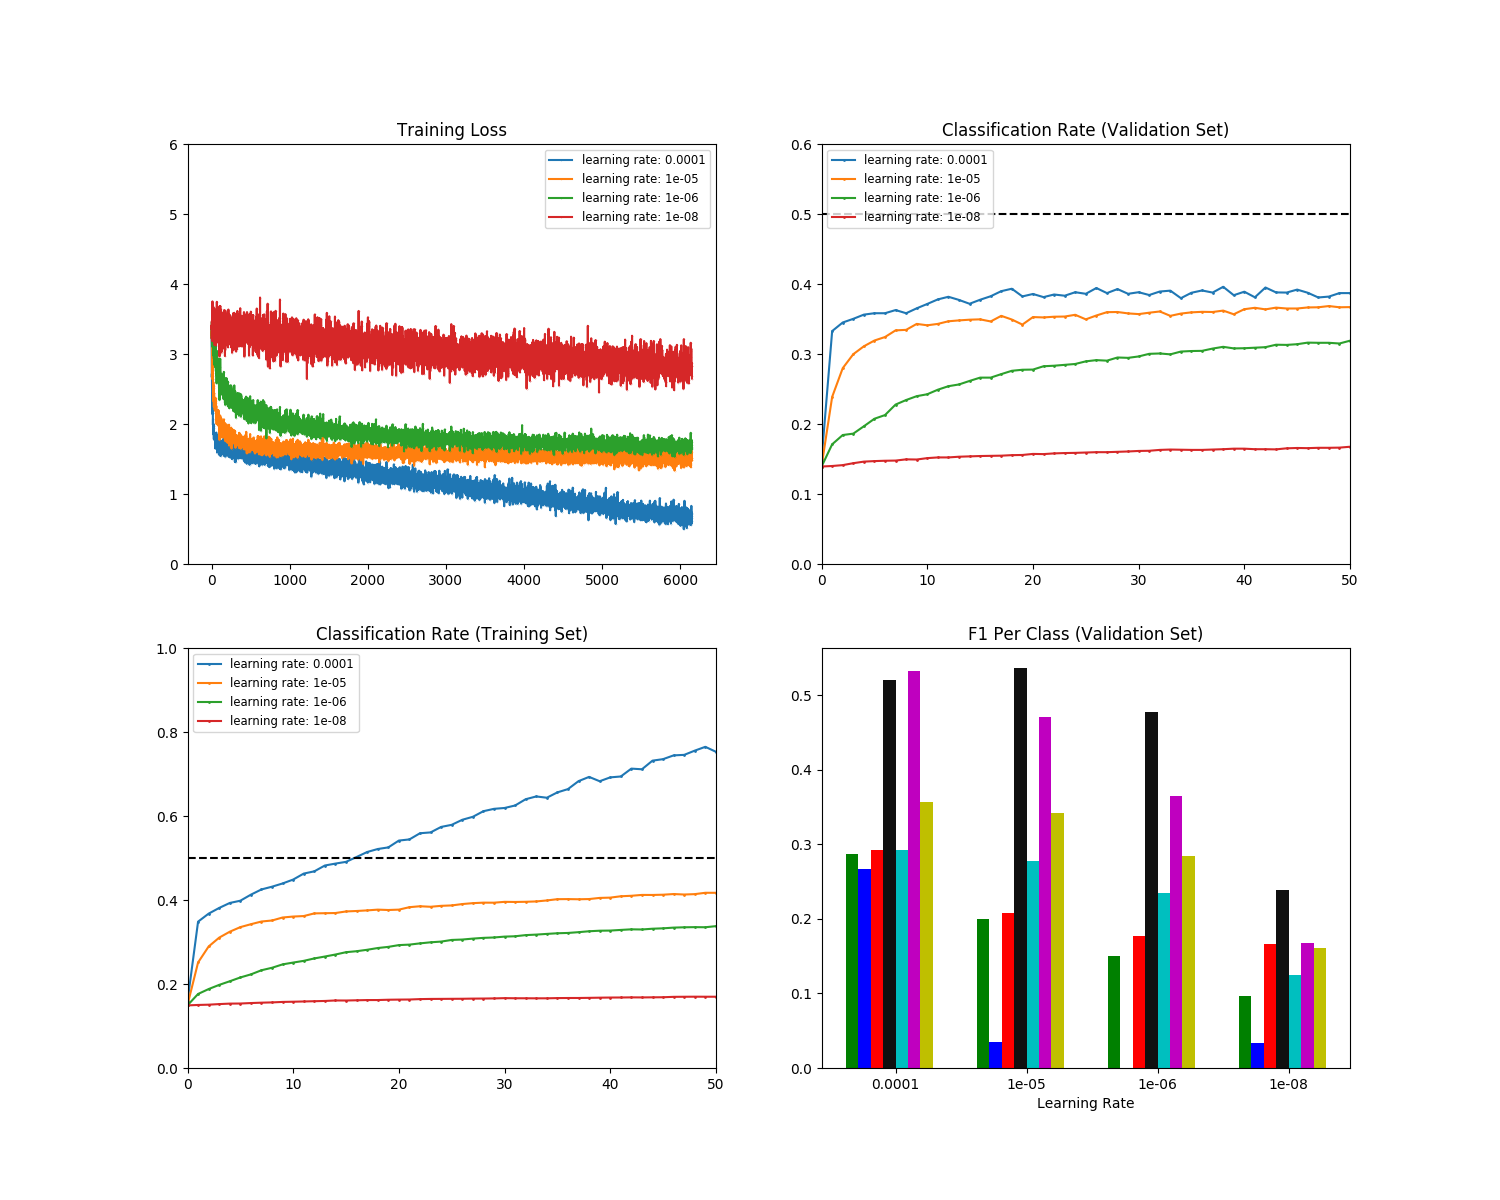 Training Loss
6
5
4
3
2
1
0
0 1000 2000 3000 4000 5000 6000
learning rate: 0.0001
learning rate: 1e-05
learning rate: 1e-06
learning rate: 1e-08
Classification Rate (Validation Set)
0.6
0.5
0.4
0.3
0.2
0.1
0.0
0 10 20 30 40 50
learning rate: 0.0001
learning rate: 1e-05
learning rate: 1e-06
learning rate: 1e-08
Classification Rate (Training Set)
1.0
0.8
0.6
0.4
0.2
0.0
0 10 20 30 40 50
learning rate: 0.0001
learning rate: 1e-05
learning rate: 1e-06
learning rate: 1e-08
F1 Per Class (Validation Set)
0.5
0.4
0.3
0.2
0.1
0.0
0.0001 1e-05 1e-06 1e-08
Learning Rate